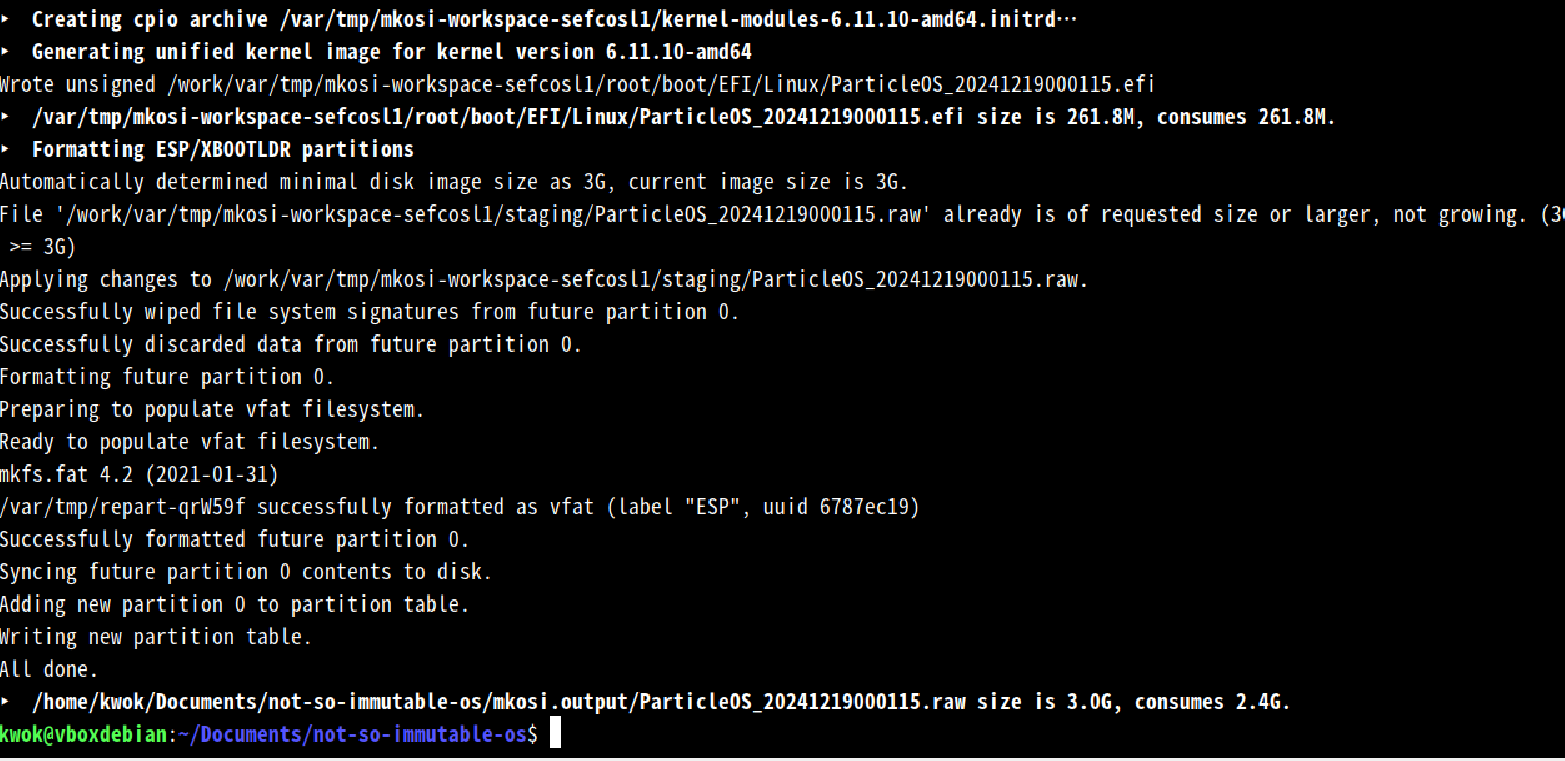 ‣  Creating cpio archive /var/tmp/mkosi-workspace-sefcosl1/kernel-modules-6.11.10-amd64.initrd…
‣  Generating unified kernel image for kernel version 6.11.10-amd64
Wrote unsigned /work/var/tmp/mkosi-workspace-sefcosl1/root/boot/EFI/Linux/ParticleOS_20241219000115.efi
‣  /var/tmp/mkosi-workspace-sefcosl1/root/boot/EFI/Linux/ParticleOS_20241219000115.efi size is 261.8M, consumes 261.8M.
‣  Formatting ESP/XBOOTLDR partitions
Automatically determined minimal disk image size as 3G, current image size is 3G.
File '/work/var/tmp/mkosi-workspace-sefcosl1/staging/ParticleOS_20241219000115.raw' already is of requested size or larger, not growing. (3G
 >= 3G)
Applying changes to /work/var/tmp/mkosi-workspace-sefcosl1/staging/ParticleOS_20241219000115.raw.
Successfully wiped file system signatures from future partition 0.
Successfully discarded data from future partition 0.
Formatting future partition 0.
Preparing to populate vfat filesystem.
Ready to populate vfat filesystem.
mkfs.fat 4.2 (2021-01-31)
/var/tmp/repart-qrW59f successfully formatted as vfat (label "ESP", uuid 6787ec19)
Successfully formatted future partition 0.
Syncing future partition 0 contents to disk.
Adding new partition 0 to partition table.
Writing new partition table.
All done.
‣  /home/kwok/Documents/not-so-immutable-os/mkosi.output/ParticleOS_20241219000115.raw size is 3.0G, consumes 2.4G.
kwok@vboxdebian:~/Documents/not-so-immutable-os$